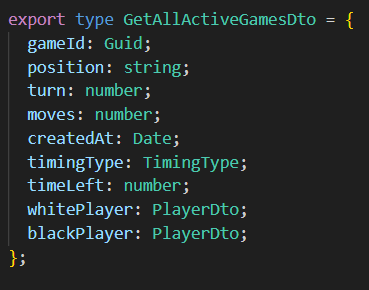 export type GetAllActiveGamesDto = {
  gameId: Guid;
  position: string;
  turn: number;
  moves: number;
  createdAt: Date;
  timingType: TimingType;
  timeLeft: number;
  whitePlayer: PlayerDto;
  blackPlayer: PlayerDto;
};